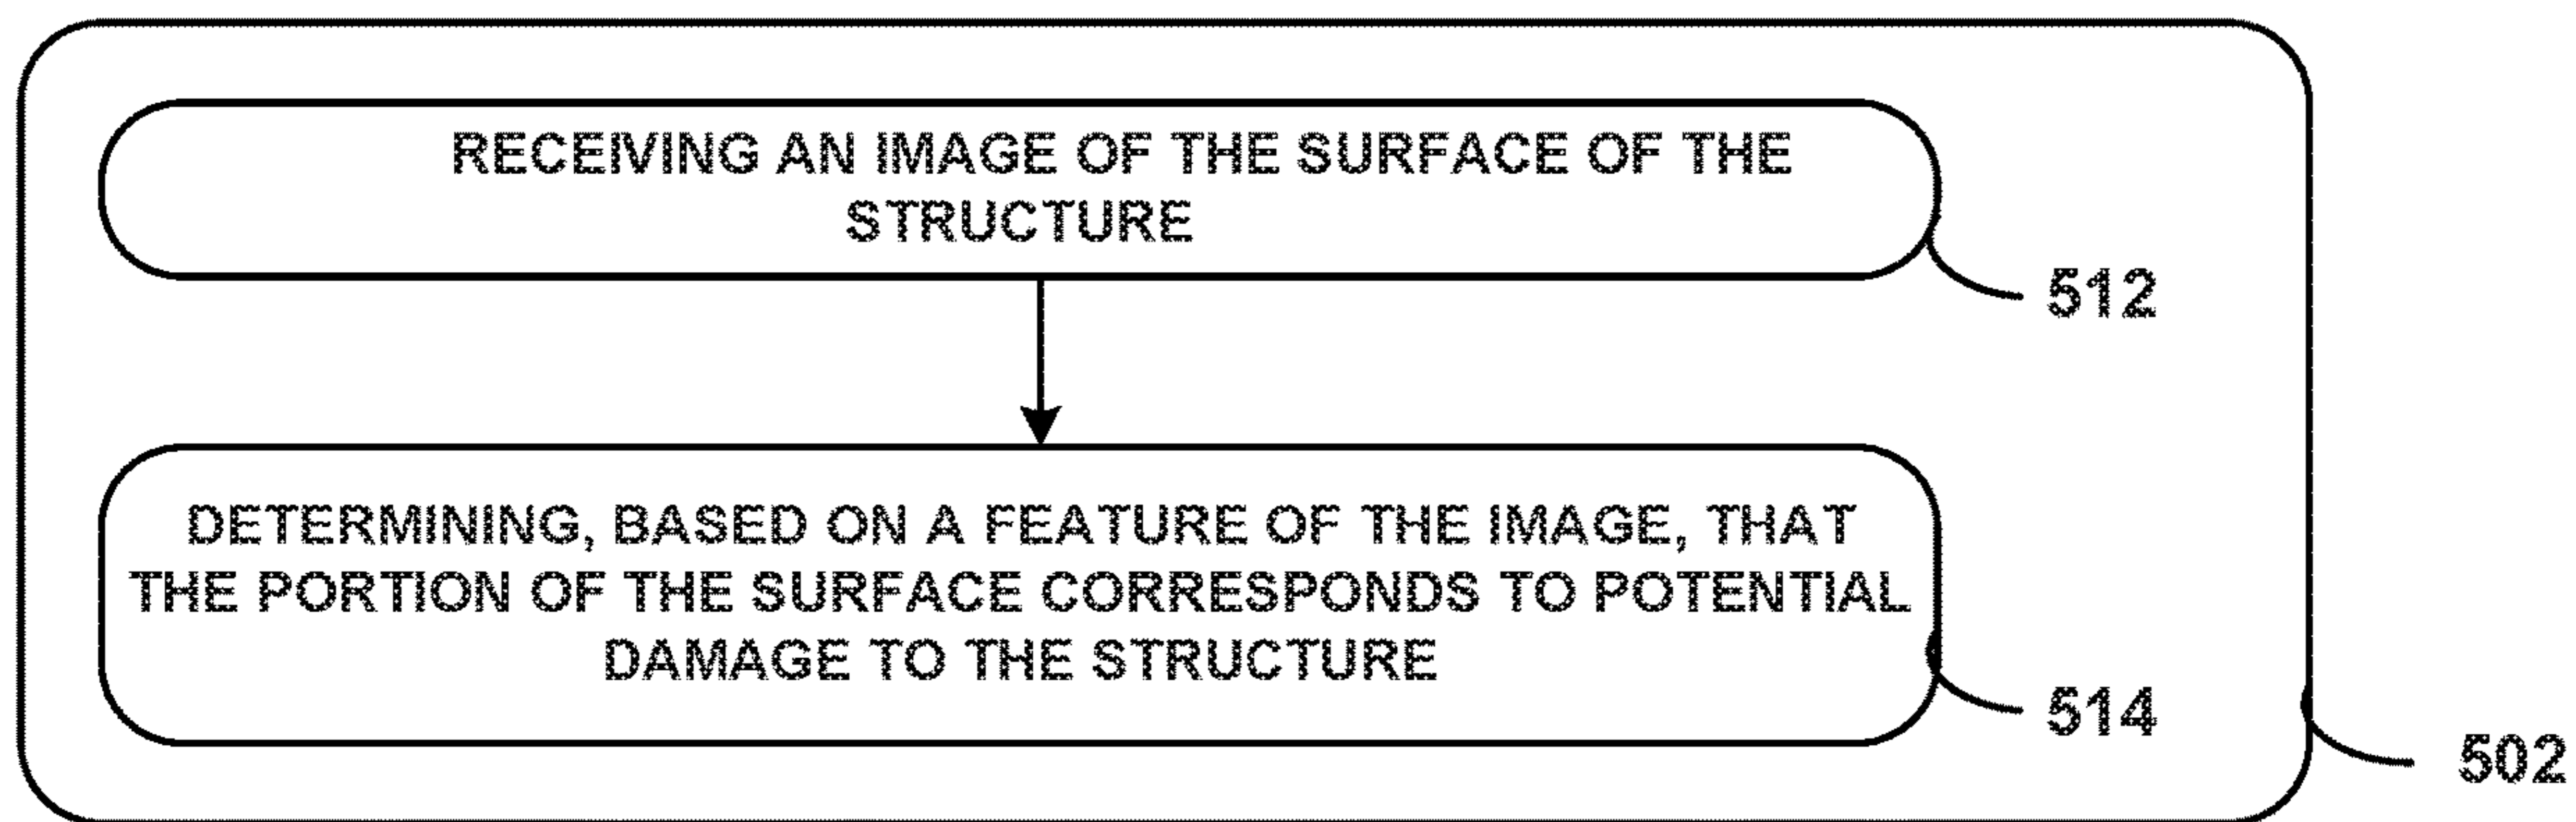 RECEIVING AN IMAGE OF THE SURFACE OF THE
STRUCTURE
512
DETERMINING, BASED ON A FEATURE OF THE IMAGE, THAT
THE PORTION OF THE SURFACE CORRESPONDS TO POTENTIAL
DAMAGE TO THE STRUCTURE
514
502